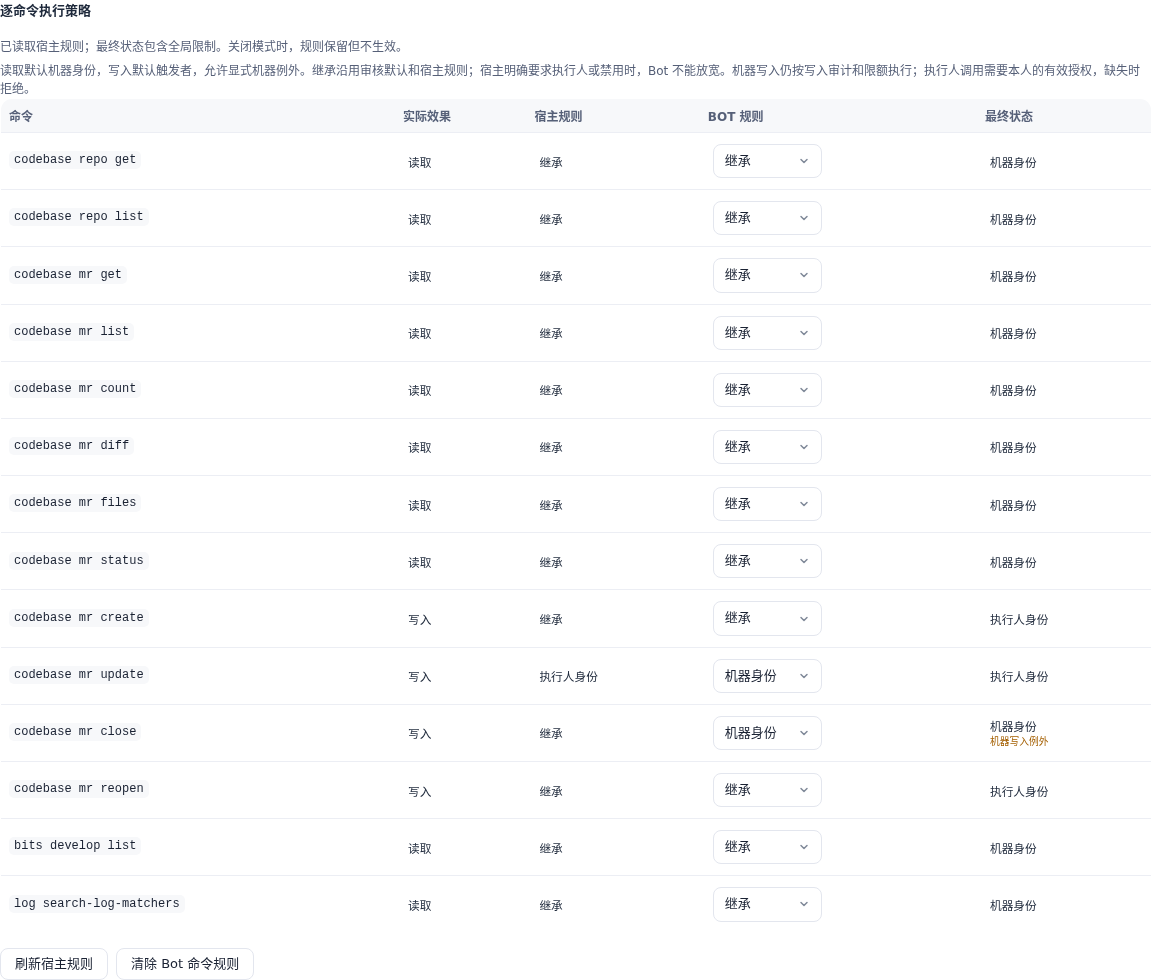 逐命令执行策略
已读取宿主规则；最终状态包含全局限制。关闭模式时，规则保留但不生效。
读取默认机器身份，写入默认触发者，允许显式机器例外。继承沿用审核默认和宿主规则；宿主明确要求执行人或禁用时，Bot 不能放宽。机器写入仍按写入审计和限额执行；执行人调用需要本人的有效授权，缺失时
拒绝。
命令 实际效果 宿主规则 BOT 规则 最终状态
codebase repo get 读取 继承 继承 机器身份
codebase repo list 读取 继承 继承 机器身份
codebase mr get 读取 继承 继承 机器身份
codebase mr list 读取 继承 继承 机器身份
codebase mr count 读取 继承 继承 机器身份
codebase mr diff 读取 继承 继承 机器身份
codebase mr files 读取 继承 继承 机器身份
codebase mr status 读取 继承 继承 机器身份
codebase mr create 写入 继承 继承 执行人身份
codebase mr update 写入 执行人身份 机器身份 执行人身份
codebase mr close 写入 继承 机器身份 机器身份
机器写入例外
codebase mr reopen 写入 继承 继承 执行人身份
bits develop list 读取 继承 继承 机器身份
log search-log-matchers 读取 继承 继承 机器身份
刷新宿主规则 清除 Bot 命令规则